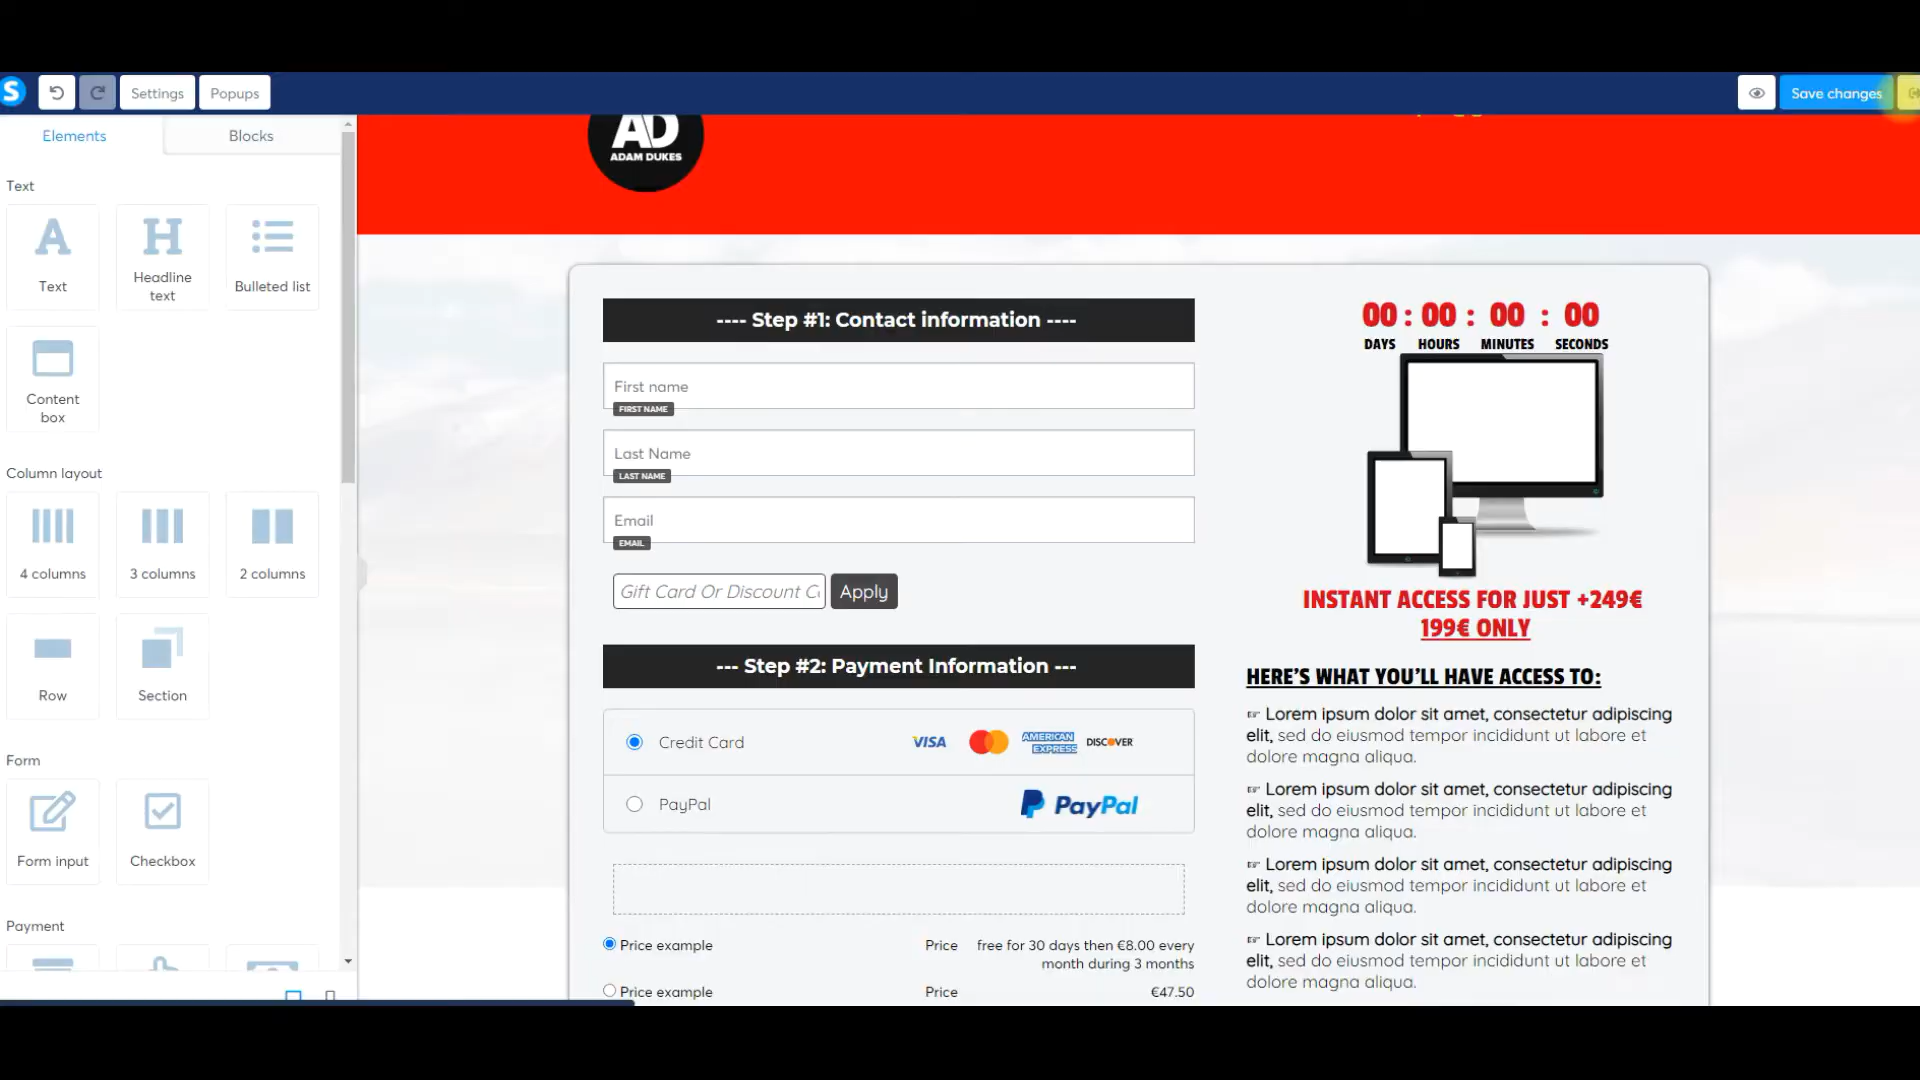 S
Settings
Popups
Save changes
Elements
Blocks
Text
Text
Headline
text
Bulleted list
Content
box
Column layout
4 columns
3 columns
2 columns
Row
Section
Form
Form input
Checkbox
Payment
AD
ADAM DUKES
---- Step #1: Contact information ----
First name
FIRST NAME
Last Name
LAST NAME
Email
EMAIL
Gift Card Or Discount C
Apply
--- Step #2: Payment Information ---
Credit Card
VISA
AMERICAN
EXPRESS
DISCOVER
PayPal
PayPal
Price example
Price
free for 30 days then €8.00 every
month during 3 months
Price example
Price
€47.50
00 : 00 : 00 : 00
DAYS HOURS MINUTES SECONDS
INSTANT ACCESS FOR JUST +249€
199€ ONLY
HERE'S WHAT YOU'LL HAVE ACCESS TO:
☞ Lorem ipsum dolor sit amet, consectetur adipiscing
elit, sed do eiusmod tempor incididunt ut labore et
dolore magna aliqua.
☞ Lorem ipsum dolor sit amet, consectetur adipiscing
elit, sed do eiusmod tempor incididunt ut labore et
dolore magna aliqua.
☞ Lorem ipsum dolor sit amet, consectetur adipiscing
elit, sed do eiusmod tempor incididunt ut labore et
dolore magna aliqua.
☞ Lorem ipsum dolor sit amet, consectetur adipiscing
elit, sed do eiusmod tempor incididunt ut labore et
dolore magna aliqua.